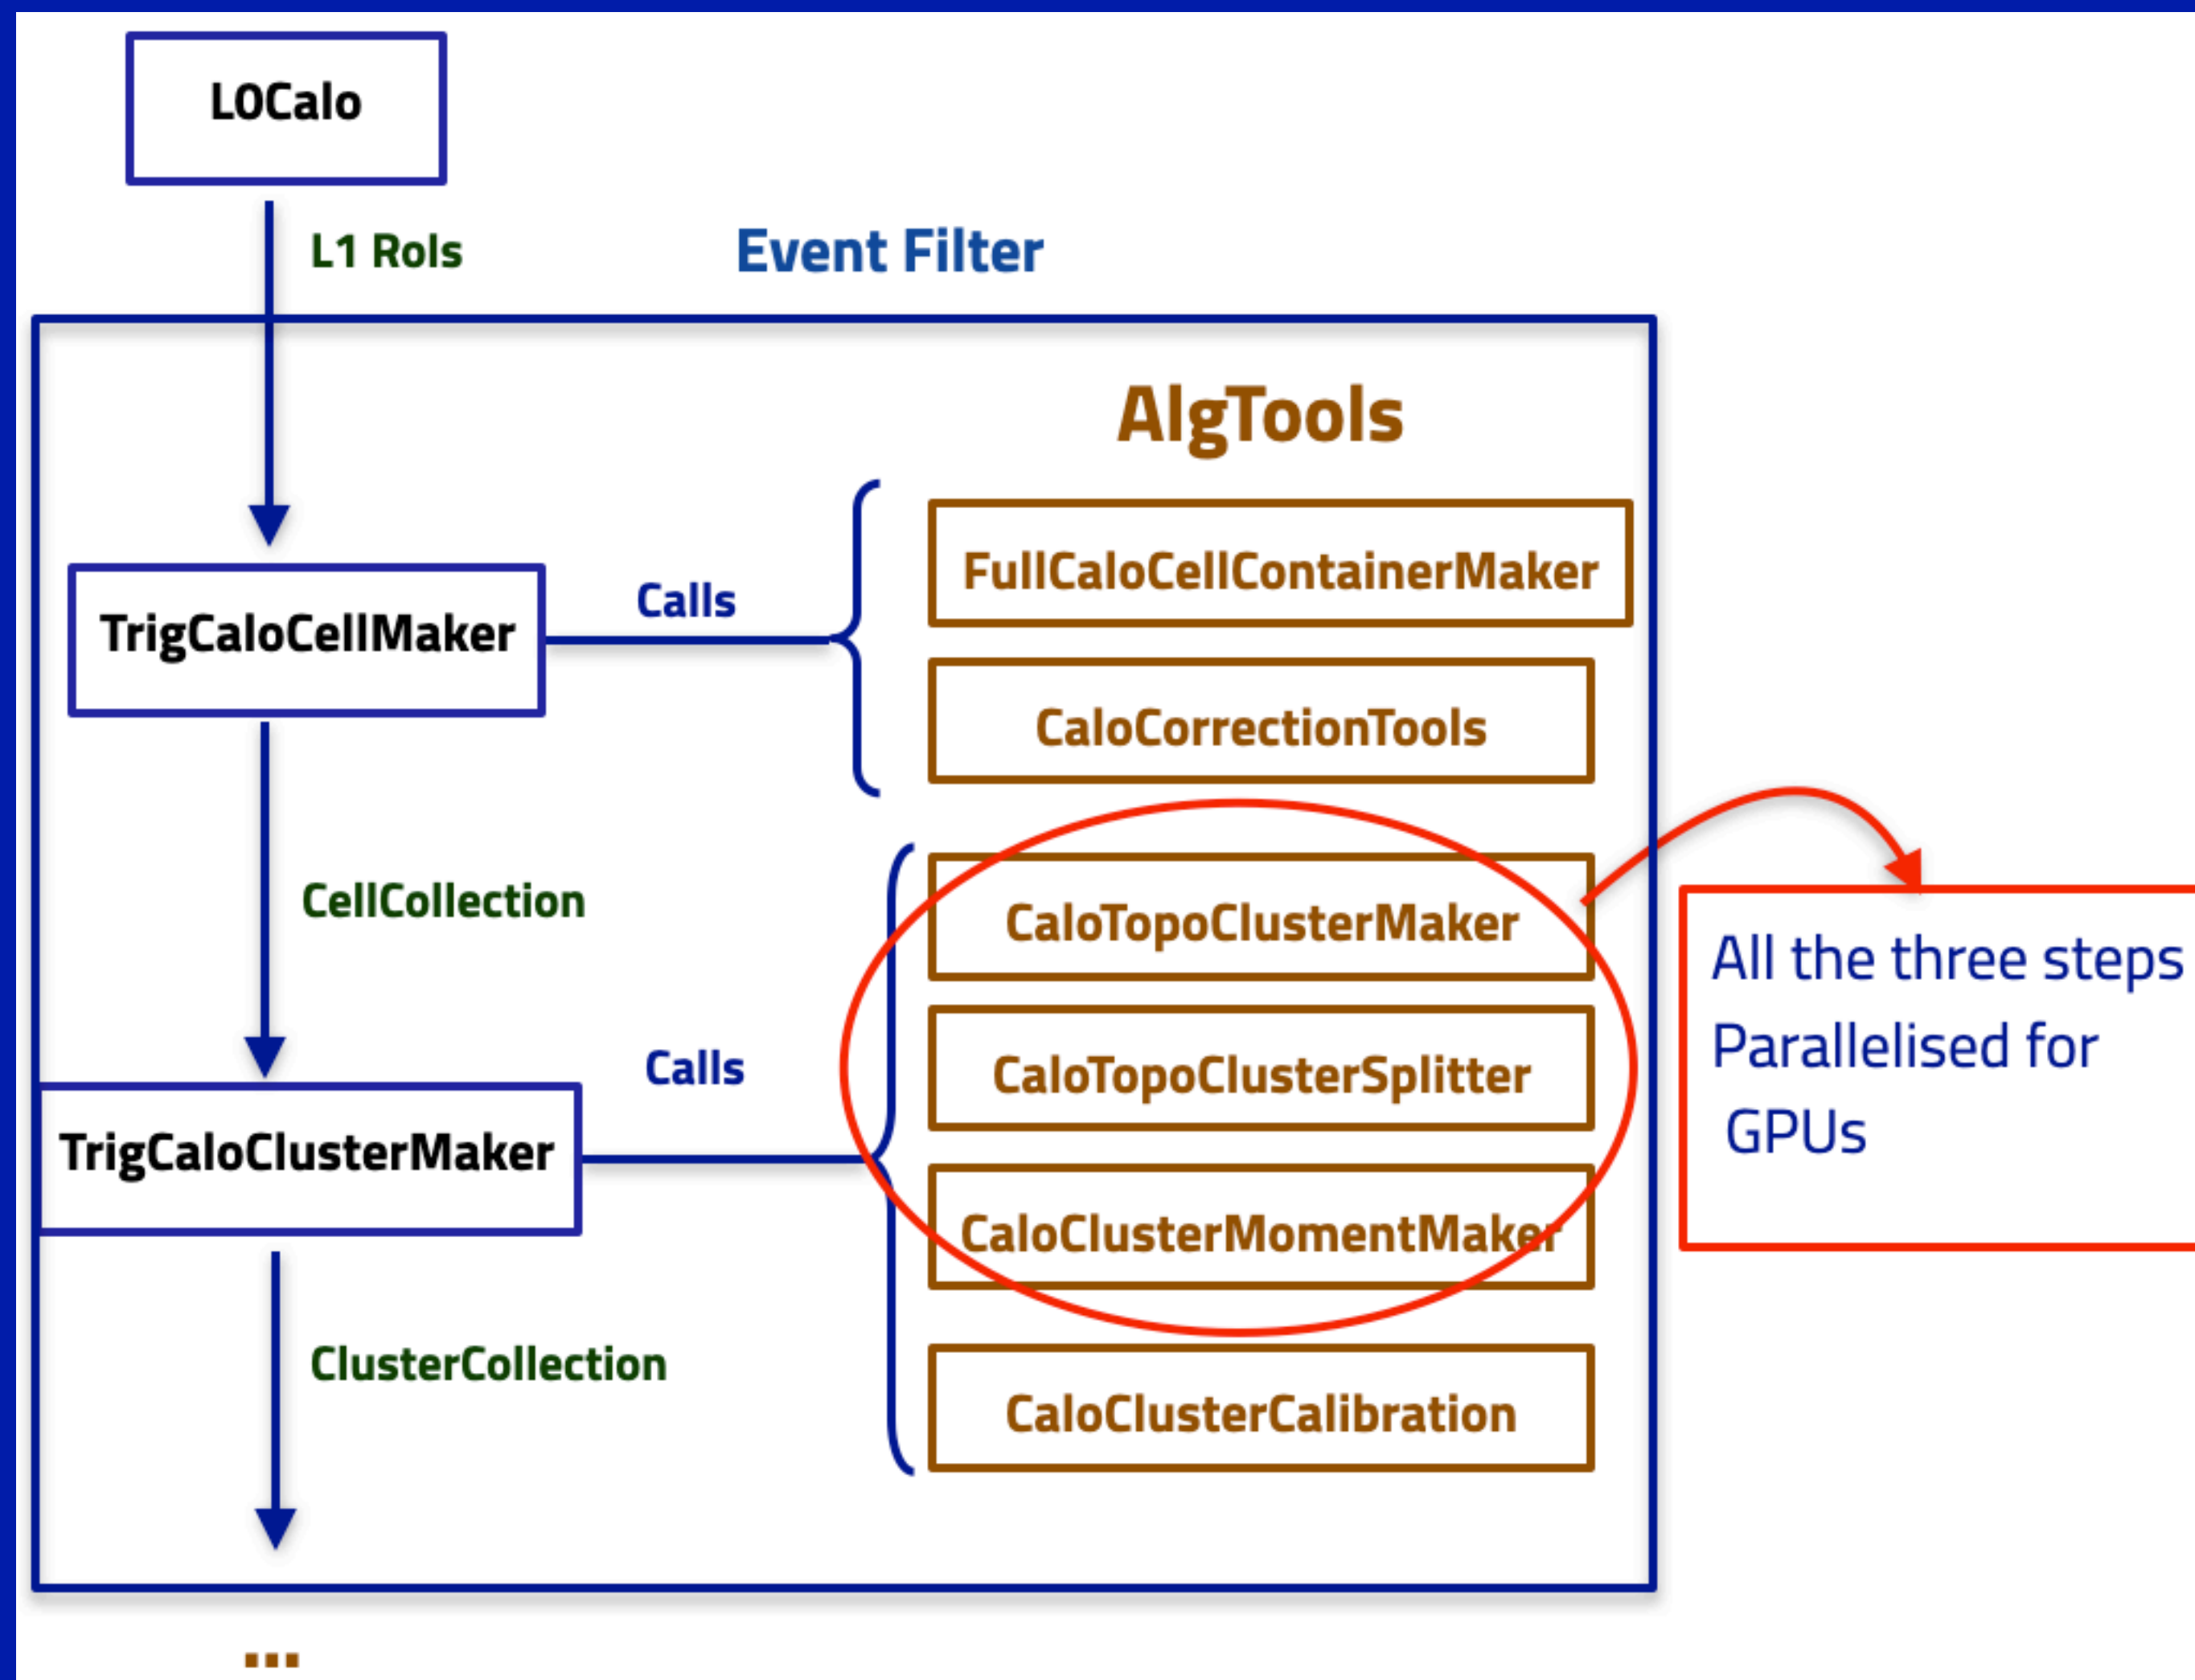 L0Calo
L1 RoIs
Event Filter
AlgTools
FullCaloCellContainerMaker
Calls
TrigCaloCellMaker
CaloCorrectionTools
CellCollection
CaloTopoClusterMaker
All the three steps
Parallelised for
GPUs
Calls
CaloTopoClusterSplitter
TrigCaloClusterMaker
CaloClusterMomentMaker
ClusterCollection
CaloClusterCalibration
...